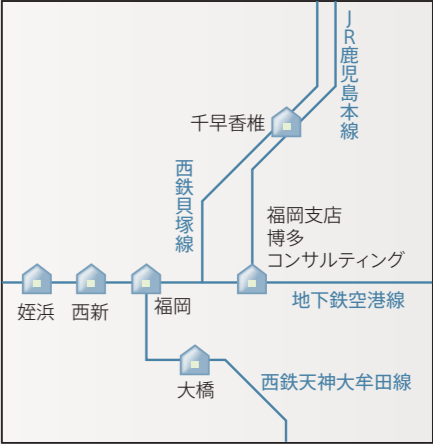 JR鹿児島本線
千早香椎
西鉄貝塚線
福岡支店
博多
コンサルティング
地下鉄空港線
姪浜
西新
福岡
大橋
西鉄天神大牟田線